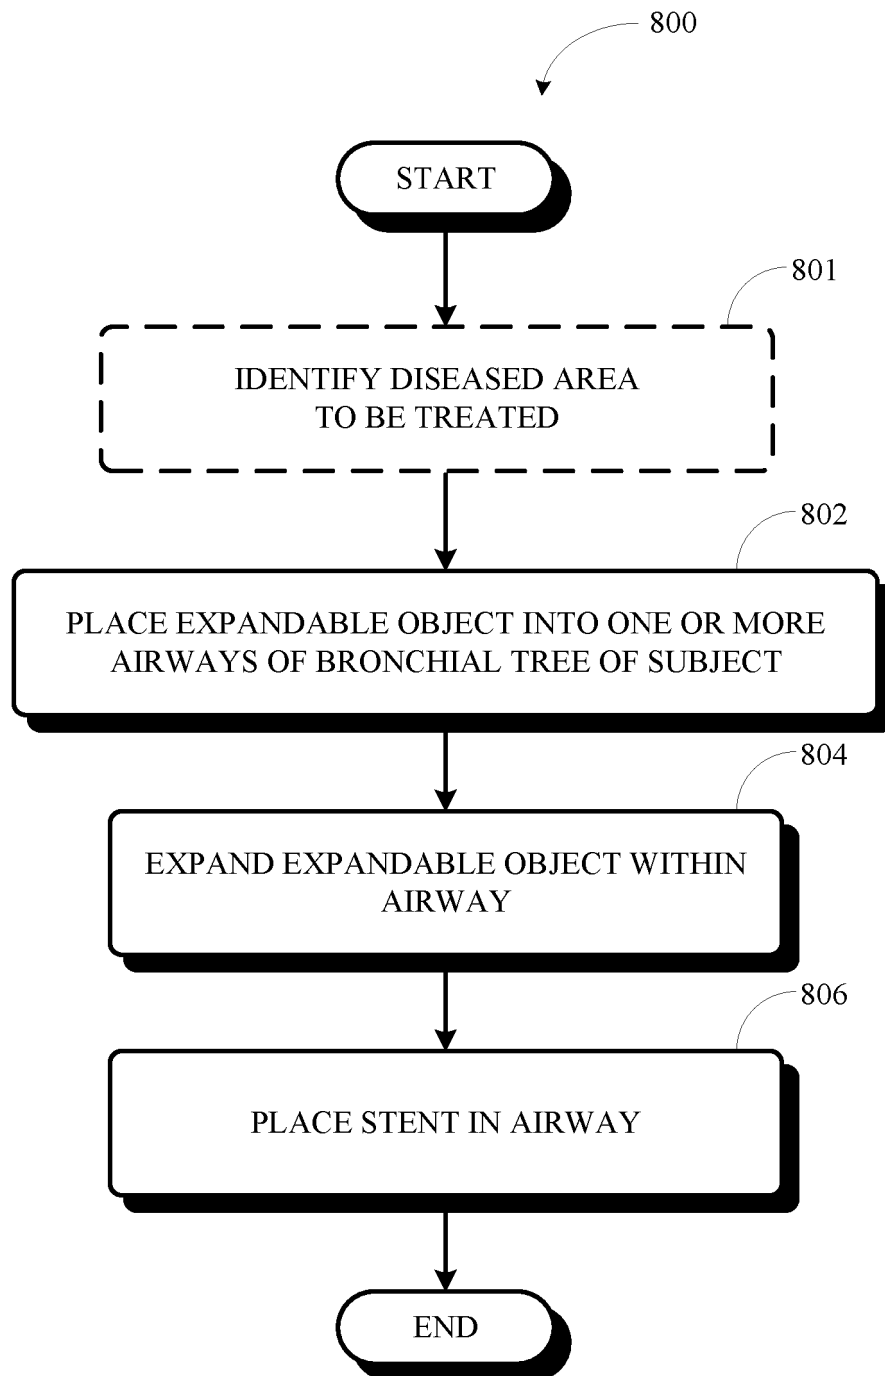 800
START
801
IDENTIFY DISEASED AREA
TO BE TREATED
802
PLACE EXPANDABLE OBJECT INTO ONE OR MORE
AIRWAYS OF BRONCHIAL TREE OF SUBJECT
804
EXPAND EXPANDABLE OBJECT WITHIN
AIRWAY
806
PLACE STENT IN AIRWAY
END